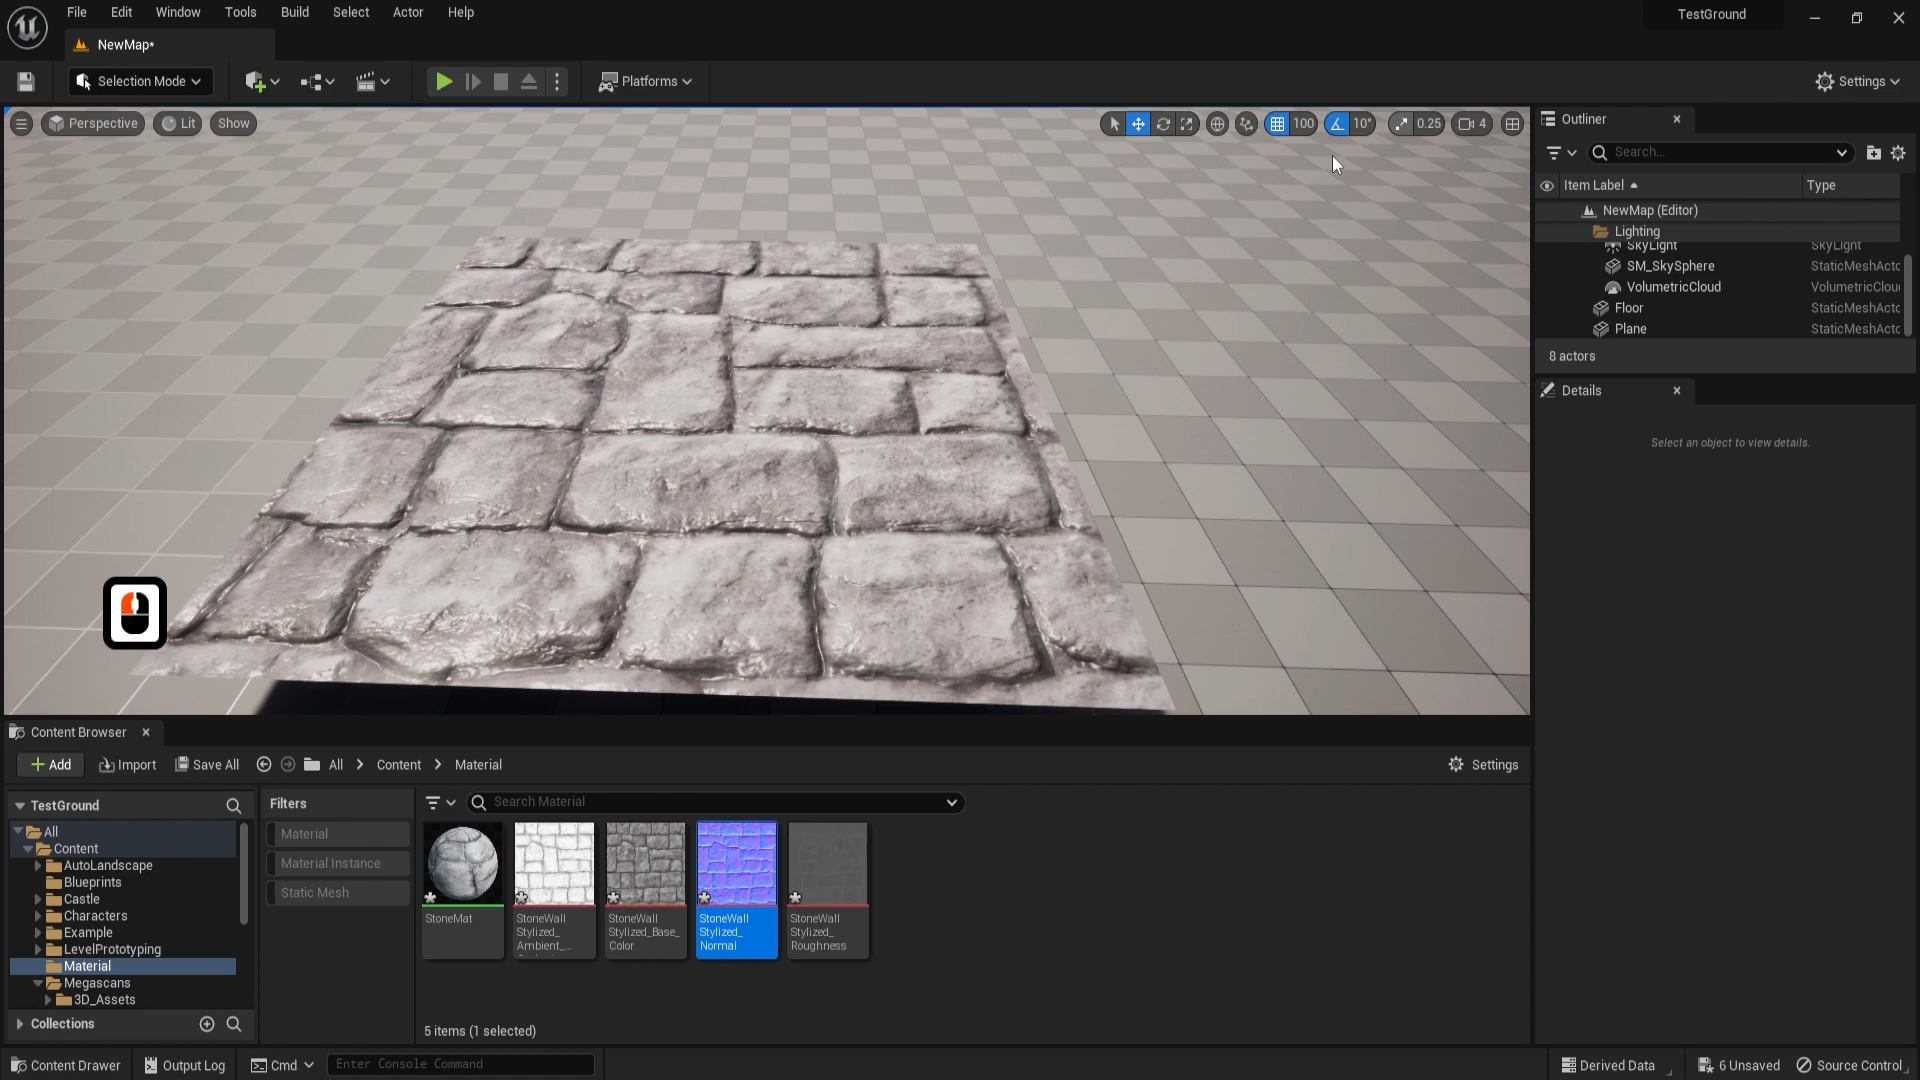 File Edit Window Tools Build Select Actor Help
TestGround
NewMap*
Selection Mode
Platforms
Settings
Perspective Lit Show
100 10° 0.25 4
Outliner
Search...
Item Label Type
NewMap (Editor)
Lighting
SkyLight SkyLight
SM_SkySphere StaticMeshActo
VolumetricCloud VolumetricClou
Floor StaticMeshActo
Plane StaticMeshActo
8 actors
Details
Select an object to view details.
Content Browser
Add Import Save All All Content Material Settings
TestGround
All
Content
AutoLandscape
Blueprints
Castle
Characters
Example
LevelPrototyping
Material
Megascans
3D_Assets
Collections
Filters
Material
Material Instance
Static Mesh
Search Material
StoneMat
StoneWall
Stylized_
Ambient_...
StoneWall
Stylized_Base_
Color
StoneWall
Stylized_
Normal
StoneWall
Stylized_
Roughness
5 items (1 selected)
Content Drawer Output Log Cmd Enter Console Command Derived Data 6 Unsaved Source Control